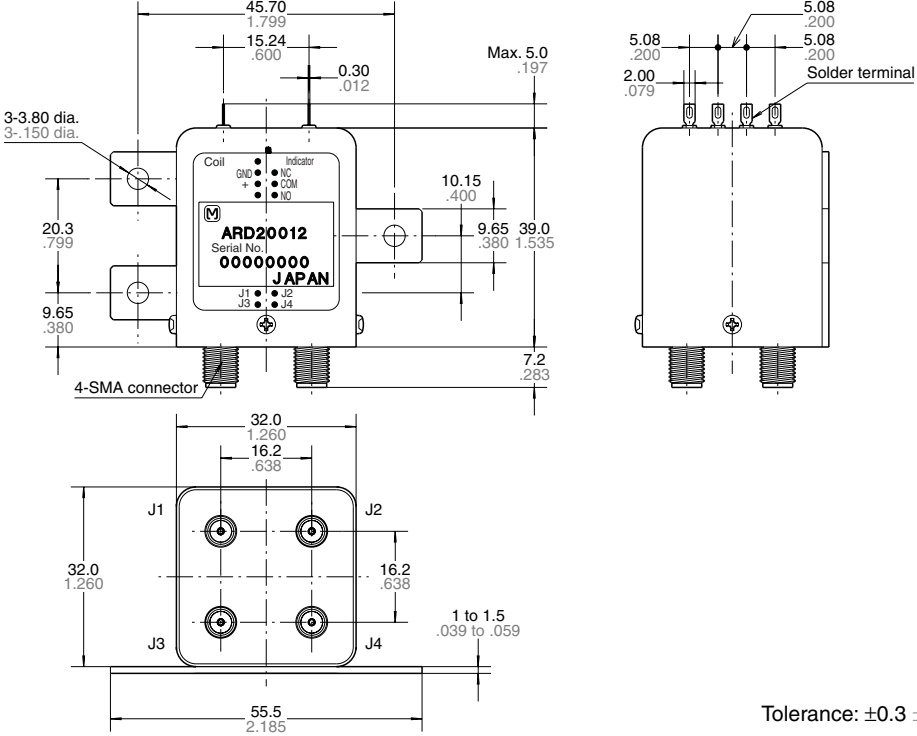 45.70
1.799
15.24
.600
0.30
.012
Max. 5.0
.197
3-3.80 dia.
3-.150 dia.
Coil
Indicator
GND
NC
+
COM
NO
M
ARD20012
Serial No.
00000000
JAPAN
J1
J2
J3
J4
20.3
.799
9.65
.380
10.15
.400
9.65
.380
39.0
1.535
7.2
.283
4-SMA connector
5.08
.200
5.08
.200
5.08
.200
2.00
.079
Solder terminal
32.0
1.260
16.2
.638
J1
J2
32.0
1.260
16.2
.638
J3
J4
1 to 1.5
.039 to .059
55.5
2.185
Tolerance: ±0.3 ±